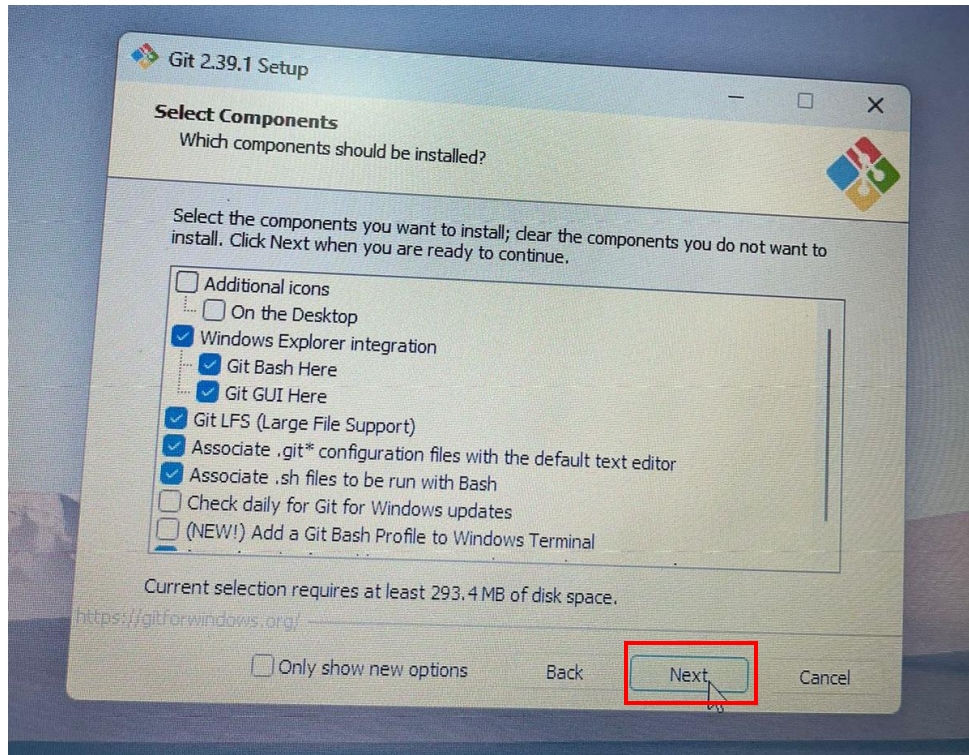 Git 2.39.1 Setup
Select Components
Which components should be installed?
Select the components you want to install; clear the components you do not want to
install. Click Next when you are ready to continue.
Additional icons
On the Desktop
Windows Explorer integration
Git Bash Here
Git GUI Here
Git LFS (Large File Support)
Associate .git* configuration files with the default text editor
Associate .sh files to be run with Bash
Check daily for Git for Windows updates
(NEW!) Add a Git Bash Profile to Windows Terminal
Current selection requires at least 293.4 MB of disk space.
https://gitforwindows.org/
Only show new options
Back
Next
Cancel